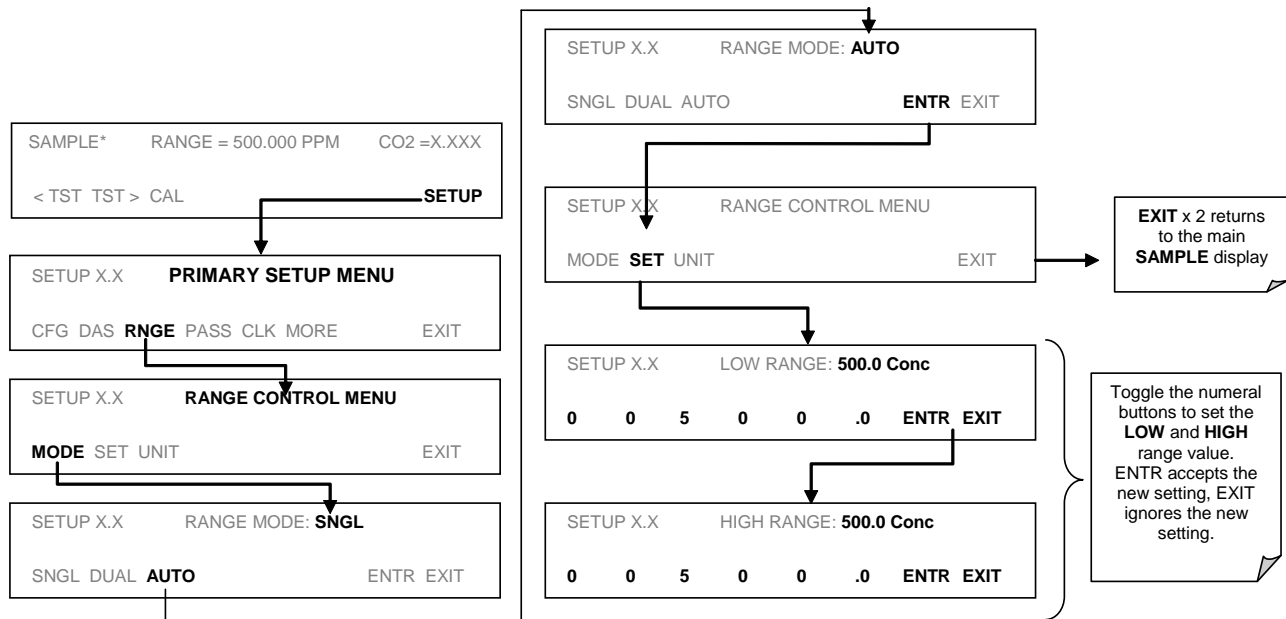 SAMPLE* RANGE = 500.000 PPM CO2 =X.XXX
< TST TST > CAL SETUP
SETUP X.X PRIMARY SETUP MENU
CFG DAS RNGE PASS CLK MORE EXIT
SETUP X.X RANGE CONTROL MENU
MODE SET UNIT EXIT
SETUP X.X RANGE MODE: SNGL
SNGL DUAL AUTO ENTR EXIT
SETUP X.X RANGE MODE: AUTO
SNGL DUAL AUTO ENTR EXIT
SETUP X.X RANGE CONTROL MENU
MODE SET UNIT EXIT
EXIT x 2 returns
to the main
SAMPLE display
SETUP X.X LOW RANGE: 500.0 Conc
0 0 5 0 0 .0 ENTR EXIT
SETUP X.X HIGH RANGE: 500.0 Conc
0 0 5 0 0 .0 ENTR EXIT
Toggle the numeral
buttons to set the
LOW and HIGH
range value.
ENTR accepts the
new setting, EXIT
ignores the new
setting.